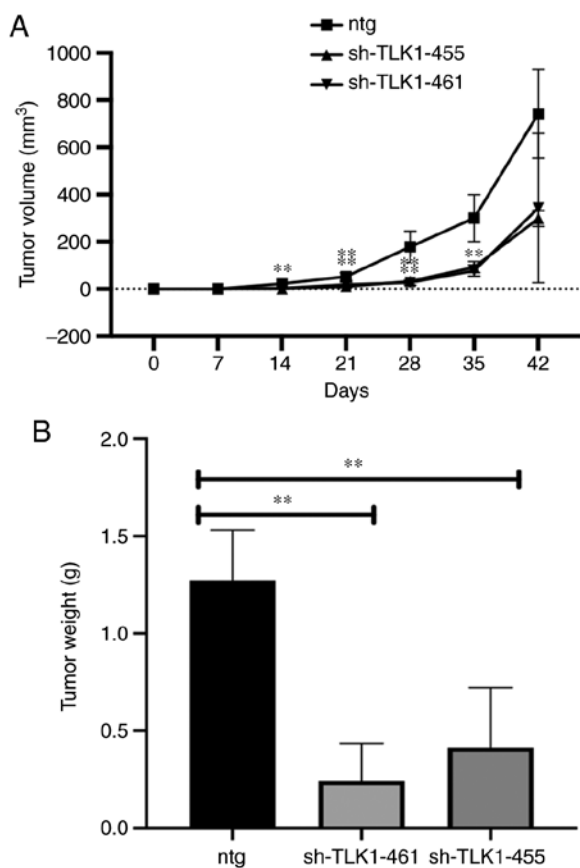 A
ntg
sh-TLK1-455
sh-TLK1-461
Tumor volume (mm³)
1000
800
600
400
200
0
−200
** ** ** ** ** **
0 7 14 21 28 35 42
Days
B
Tumor weight (g)
2.0
1.5
1.0
0.5
0.0
**
**
ntg sh-TLK1-461 sh-TLK1-455